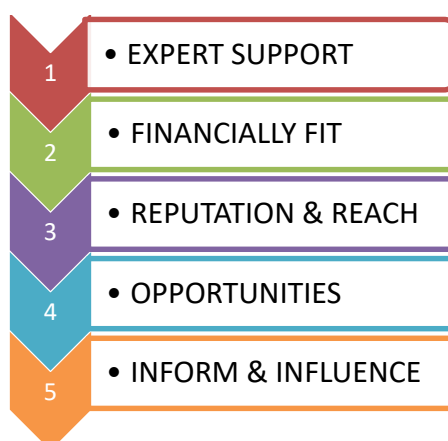 1
• EXPERT SUPPORT
2
• FINANCIALLY FIT
3
• REPUTATION & REACH
4
• OPPORTUNITIES
5
• INFORM & INFLUENCE